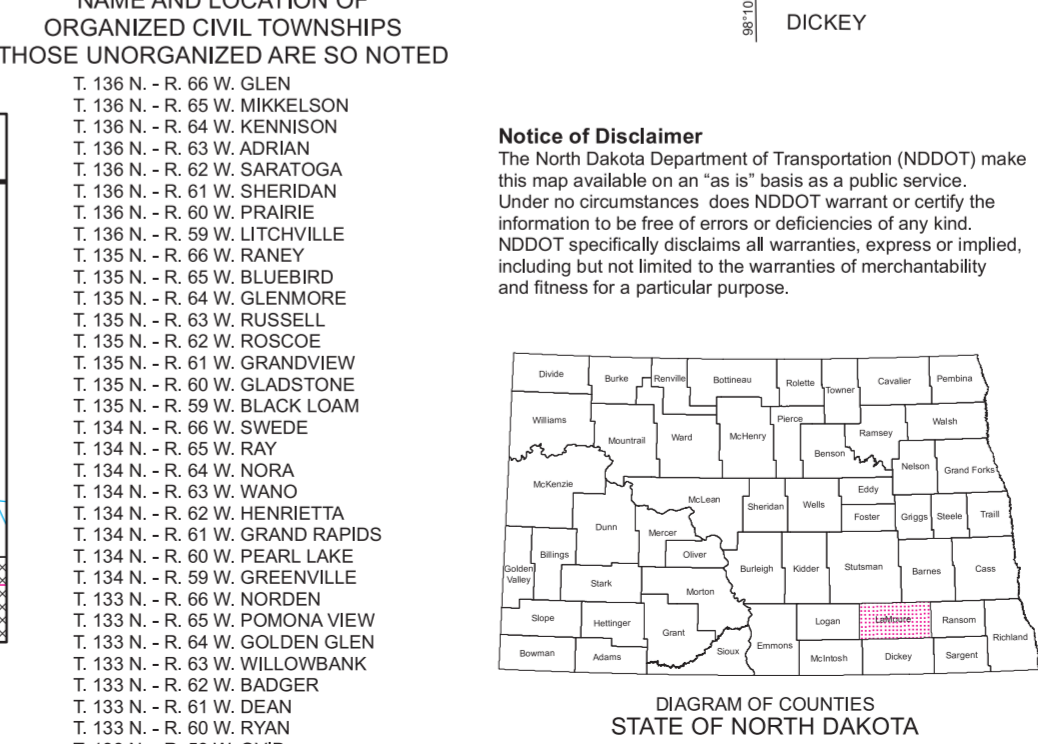 NAME AND LOCATION OF
ORGANIZED CIVIL TOWNSHIPS
THOSE UNORGANIZED ARE SO NOTED
T. 136 N. - R. 66 W. GLEN
T. 136 N. - R. 65 W. MIKKELSON
T. 136 N. - R. 64 W. KENNISON
T. 136 N. - R. 63 W. ADRIAN
T. 136 N. - R. 62 W. SARATOGA
T. 136 N. - R. 61 W. SHERIDAN
T. 136 N. - R. 60 W. PRAIRIE
T. 136 N. - R. 59 W. LITCHVILLE
T. 135 N. - R. 66 W. RANEY
T. 135 N. - R. 65 W. BLUEBIRD
T. 135 N. - R. 64 W. GLENMORE
T. 135 N. - R. 63 W. RUSSELL
T. 135 N. - R. 62 W. ROSCOE
T. 135 N. - R. 61 W. GRANDVIEW
T. 135 N. - R. 60 W. GLADSTONE
T. 135 N. - R. 59 W. BLACK LOAM
T. 134 N. - R. 66 W. SWEDE
T. 134 N. - R. 65 W. RAY
T. 134 N. - R. 64 W. NORA
T. 134 N. - R. 63 W. WANO
T. 134 N. - R. 62 W. HENRIETTA
T. 134 N. - R. 61 W. GRAND RAPIDS
T. 134 N. - R. 60 W. PEARL LAKE
T. 134 N. - R. 59 W. GREENVILLE
T. 133 N. - R. 66 W. NORDEN
T. 133 N. - R. 65 W. POMONA VIEW
T. 133 N. - R. 64 W. GOLDEN GLEN
T. 133 N. - R. 63 W. WILLOWBANK
T. 133 N. - R. 62 W. BADGER
T. 133 N. - R. 61 W. DEAN
T. 133 N. - R. 60 W. RYAN
98°10
DICKEY
Notice of Disclaimer
The North Dakota Department of Transportation (NDDOT) make
this map available on an “as is” basis as a public service.
Under no circumstances does NDDOT warrant or certify the
information to be free of errors or deficiencies of any kind.
NDDOT specifically disclaims all warranties, express or implied,
including but not limited to the warranties of merchantability
and fitness for a particular purpose.
Divide Burke Renville Bottineau Rolette Towner Cavalier Pembina
Williams Mountrail Ward McHenry Pierce Benson Ramsey Walsh
Nelson Grand Forks
McKenzie McLean Sheridan Wells Eddy
Foster Griggs Steele Traill
Dunn Mercer Oliver
Golden
Valley
Billings Stark Morton Burleigh Kidder Stutsman Barnes Cass
Slope Hettinger Grant Logan LaMoure Ransom Richland
Bowman Adams Sioux Emmons McIntosh Dickey Sargent
DIAGRAM OF COUNTIES
STATE OF NORTH DAKOTA